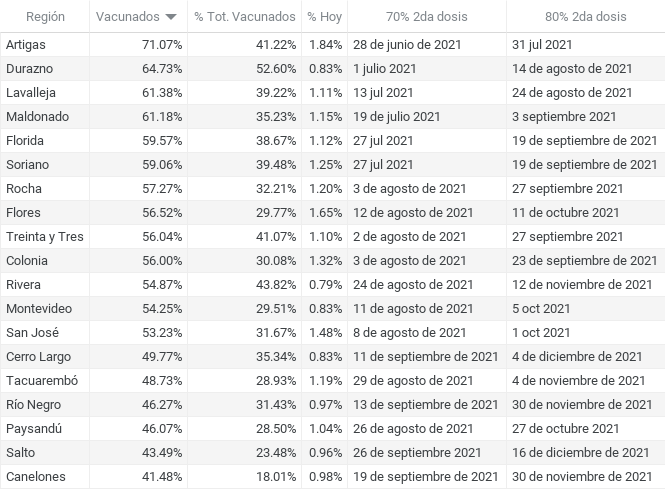 Región Vacunados % Tot. Vacunados % Hoy 70% 2da dosis 80% 2da dosis
Artigas 71.07% 41.22% 1.84% 28 de junio de 2021 31 jul 2021
Durazno 64.73% 52.60% 0.83% 1 julio 2021 14 de agosto de 2021
Lavalleja 61.38% 39.22% 1.11% 13 jul 2021 24 de agosto de 2021
Maldonado 61.18% 35.23% 1.15% 19 de julio de 2021 3 septiembre 2021
Florida 59.57% 38.67% 1.12% 27 jul 2021 19 de septiembre de 2021
Soriano 59.06% 39.48% 1.25% 27 jul 2021 19 de septiembre de 2021
Rocha 57.27% 32.21% 1.20% 3 de agosto de 2021 27 septiembre 2021
Flores 56.52% 29.77% 1.65% 12 de agosto de 2021 11 de octubre 2021
Treinta y Tres 56.04% 41.07% 1.10% 2 de agosto de 2021 27 septiembre 2021
Colonia 56.00% 30.08% 1.32% 3 de agosto de 2021 23 de septiembre de 2021
Rivera 54.87% 43.82% 0.79% 24 de agosto de 2021 12 de noviembre de 2021
Montevideo 54.25% 29.51% 0.83% 11 de agosto de 2021 5 oct 2021
San José 53.23% 31.67% 1.48% 8 de agosto de 2021 1 oct 2021
Cerro Largo 49.77% 35.34% 0.83% 11 de septiembre de 2021 4 de diciembre de 2021
Tacuarembó 48.73% 28.93% 1.19% 29 de agosto de 2021 4 de noviembre de 2021
Río Negro 46.27% 31.43% 0.97% 13 de septiembre de 2021 30 de noviembre de 2021
Paysandú 46.07% 28.50% 1.04% 26 de agosto de 2021 27 de octubre de 2021
Salto 43.49% 23.48% 0.96% 26 de septiembre de 2021 16 de diciembre de 2021
Canelones 41.48% 18.01% 0.98% 19 de septiembre de 2021 30 de noviembre de 2021